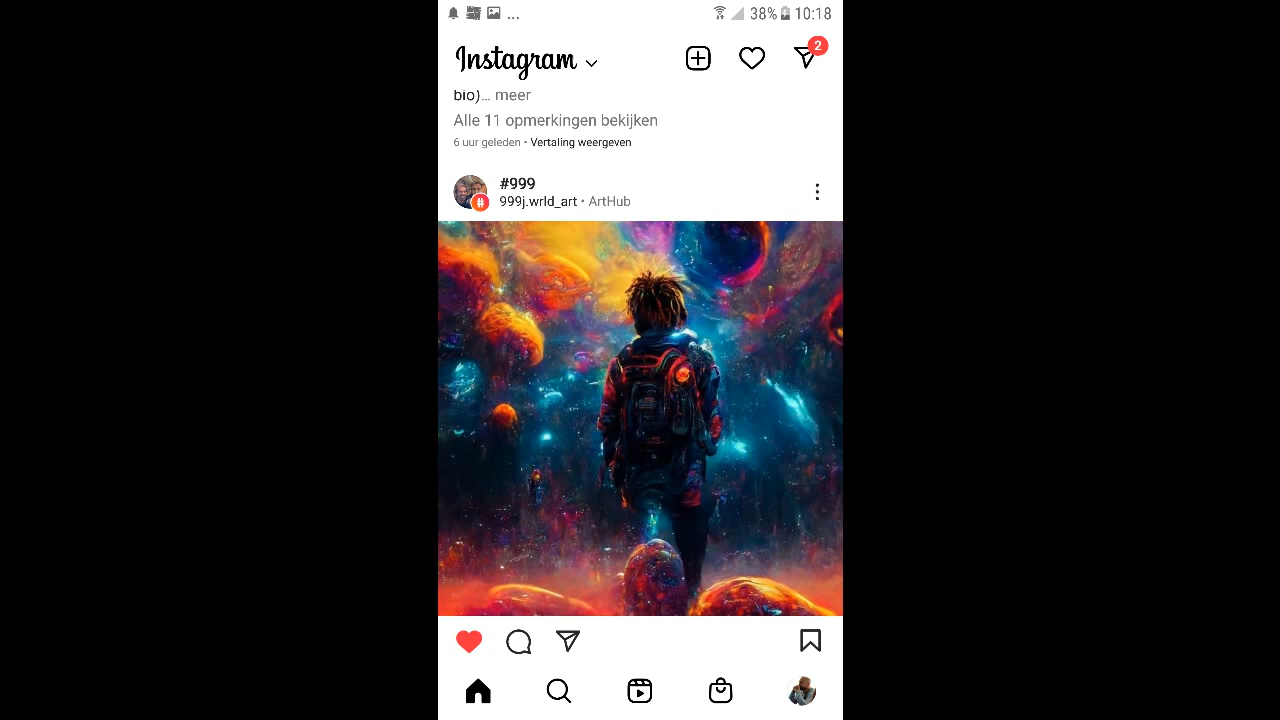 ... 38% 10:18
Instagram 2
bio)... meer
Alle 11 opmerkingen bekijken
6 uur geleden • Vertaling weergeven
#999
# 999j.wrld_art • ArtHub